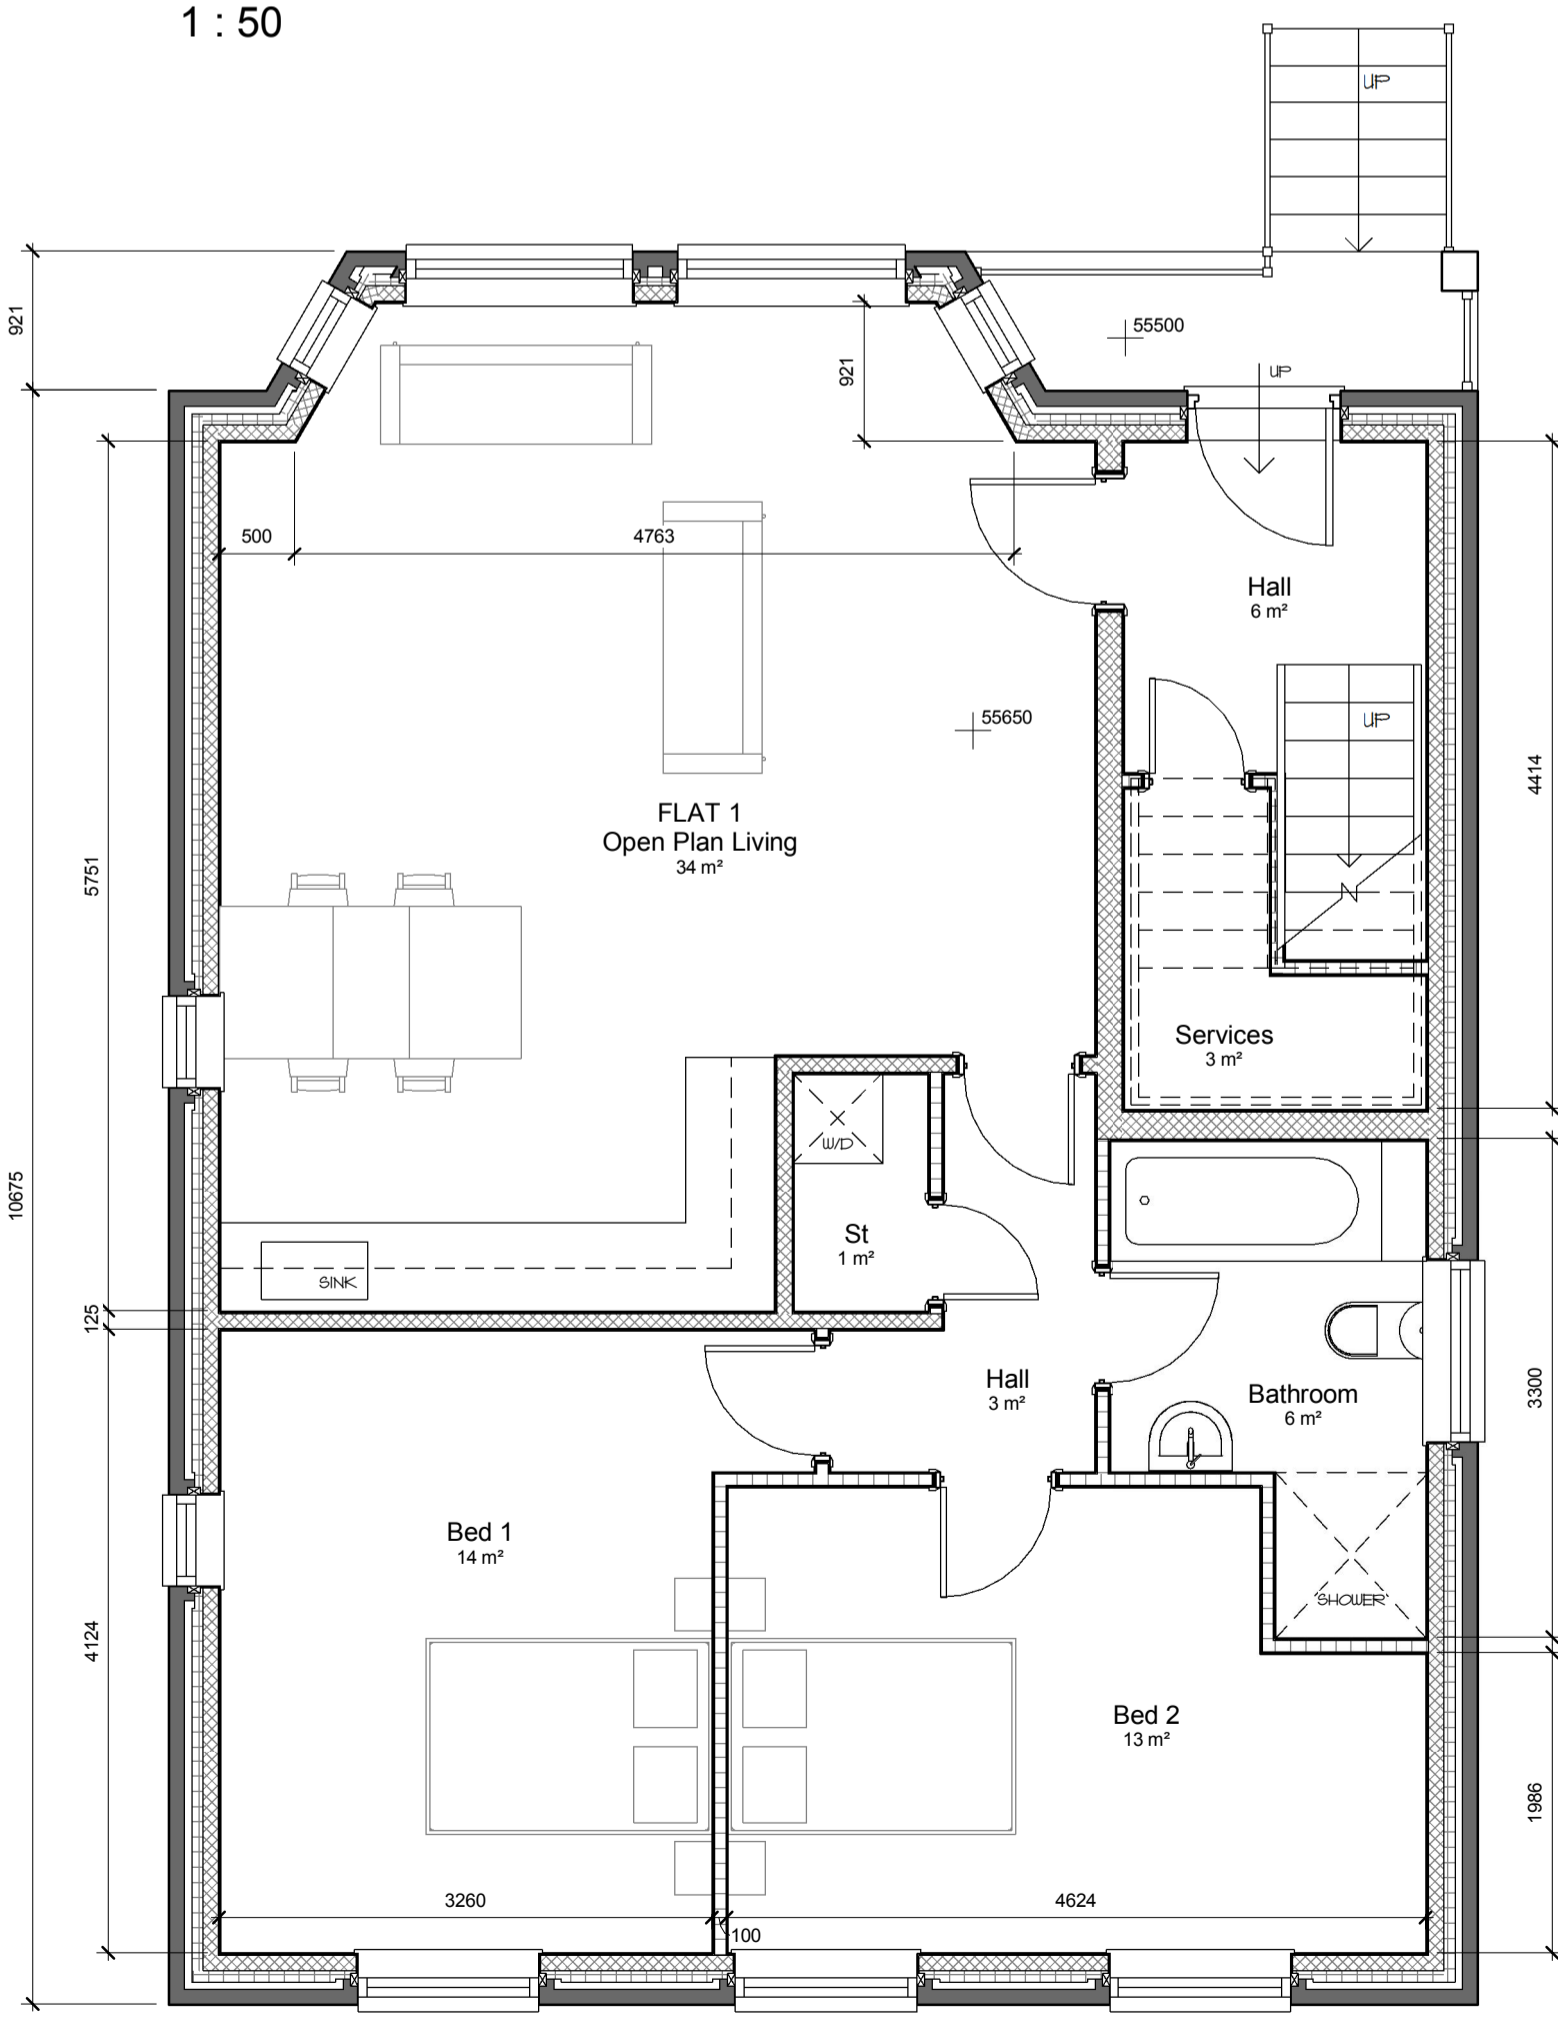 1 : 50
UP
921
55500
921
UP
500
4763
Hall
6 m²
55650
UP
4414
FLAT 1
Open Plan Living
34 m²
5751
Services
3 m²
W/D
10675
St
1 m²
SINK
125
Hall
3 m²
Bathroom
6 m²
3300
Bed 1
14 m²
SHOWER
4124
Bed 2
13 m²
1986
3260
4624
100